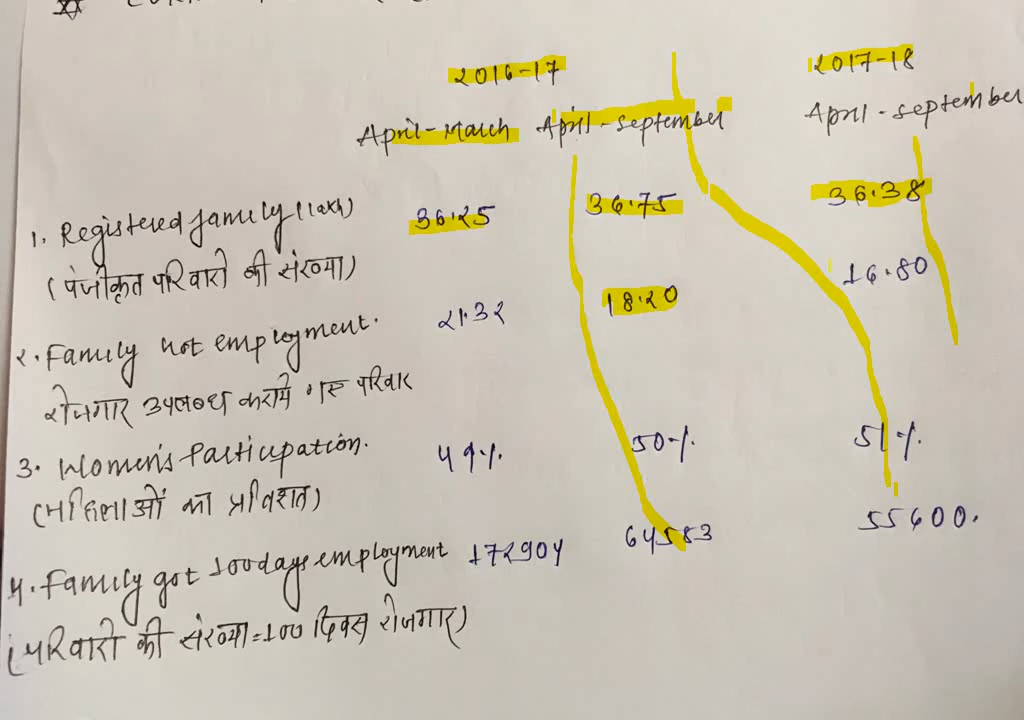 2016-17 2017-18
April-March April-September April-September
1. Registered family (lakh) 36.25 36.75 36.38
(पंजीकृत परिवारो की संख्या) 16.80
21.32 18.20
2. Family not employment.
रोजगार उपलब्ध कराये गए परिवार
3. Women's Participation. 49% 50% 51%
(महिलाओं का प्रतिशत)
4. Family got 100days employment 172904 64583 55600.
(परिवारो की संख्या=100 दिवस रोजगार)